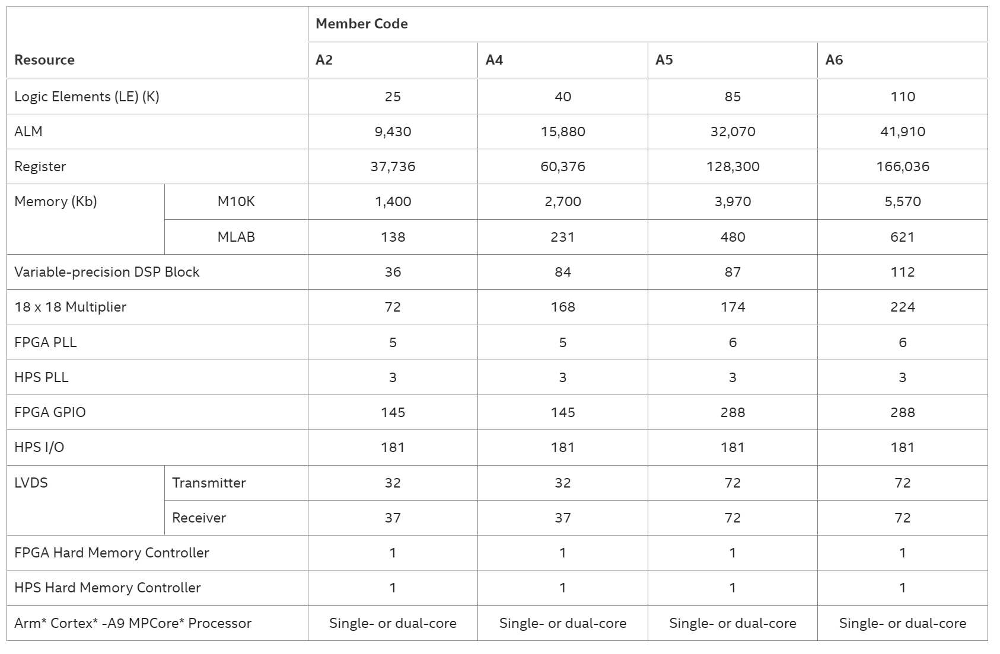 Member Code
Resource A2 A4 A5 A6
Logic Elements (LE) (K) 25 40 85 110
ALM 9,430 15,880 32,070 41,910
Register 37,736 60,376 128,300 166,036
Memory (Kb) M10K 1,400 2,700 3,970 5,570
MLAB 138 231 480 621
Variable-precision DSP Block 36 84 87 112
18 x 18 Multiplier 72 168 174 224
FPGA PLL 5 5 6 6
HPS PLL 3 3 3 3
FPGA GPIO 145 145 288 288
HPS I/O 181 181 181 181
LVDS Transmitter 32 32 72 72
Receiver 37 37 72 72
FPGA Hard Memory Controller 1 1 1 1
HPS Hard Memory Controller 1 1 1 1
Arm* Cortex* -A9 MPCore* Processor Single- or dual-core Single- or dual-core Single- or dual-core Single- or dual-core